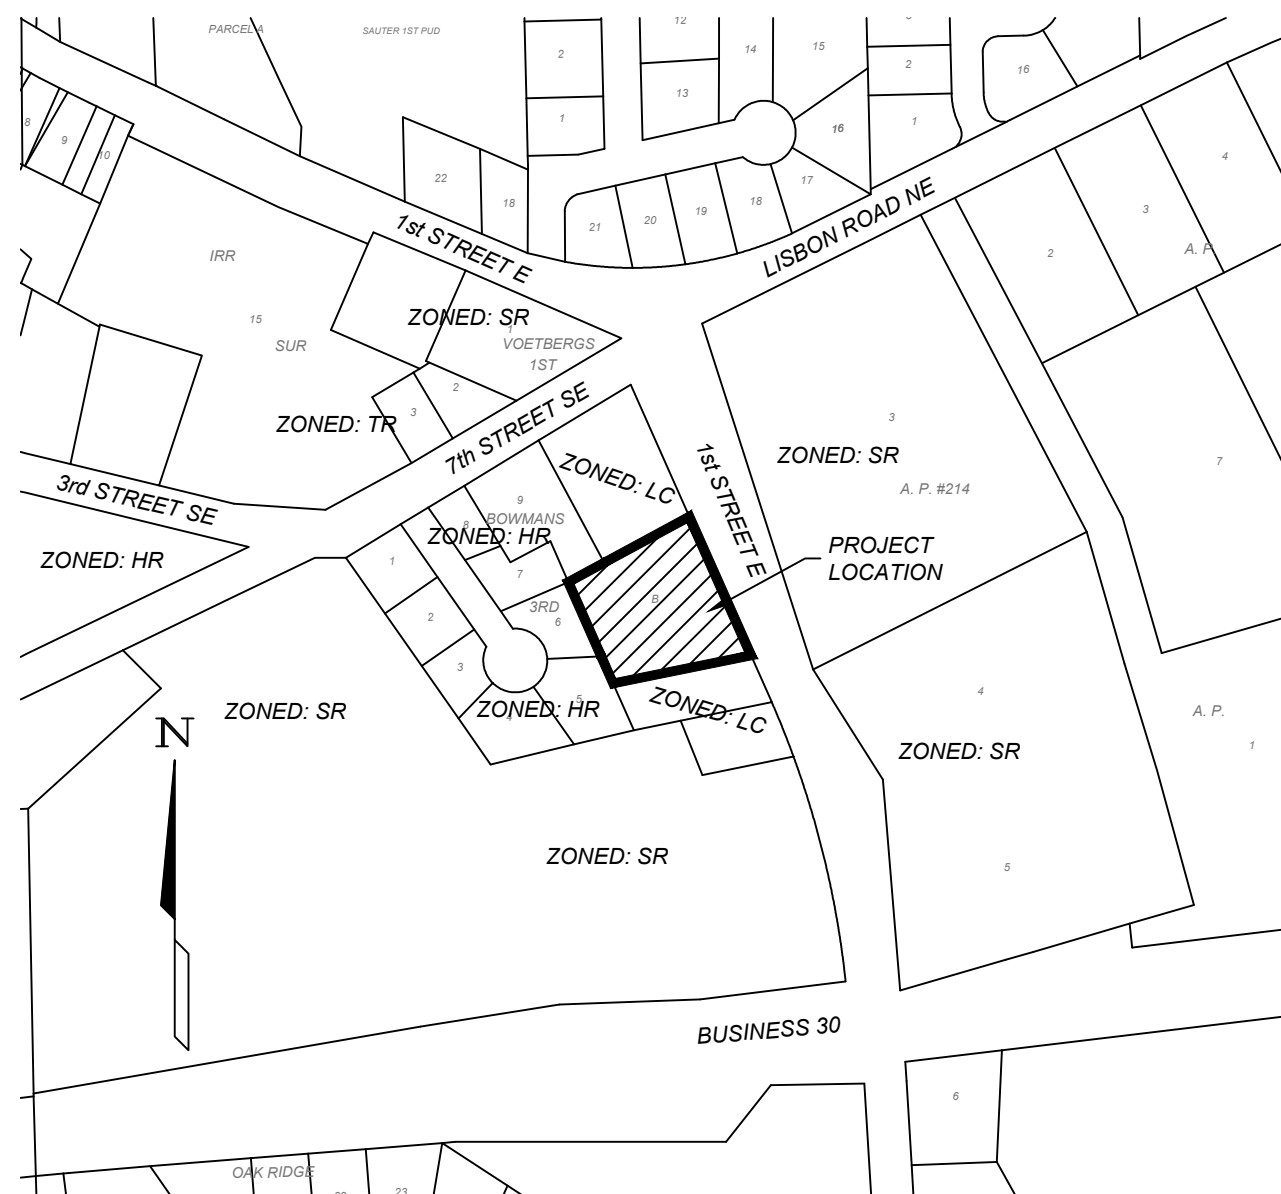 PARCEL A
SAUTER 1ST PUD
12
14
15
2
2
16
13
1
16
1
8
9
10
22
18
17
18
19
20
21
4
3
2
A. P.
1st STREET E
LISBON ROAD NE
IRR
15
SUR
ZONED: SR
1
VOETBERGS
1ST
2
3
ZONED: TR
7th STREET SE
3
ZONED: SR
A. P. #214
7
1st STREET E
ZONED: LC
3rd STREET SE
9
BOWMANS
8
ZONED: HR
ZONED: HR
1
7
3RD
6
B
PROJECT
LOCATION
2
3
4
5
ZONED: HR
ZONED: LC
ZONED: SR
N
4
A. P.
1
ZONED: SR
ZONED: SR
5
BUSINESS 30
6
OAK RIDGE
23